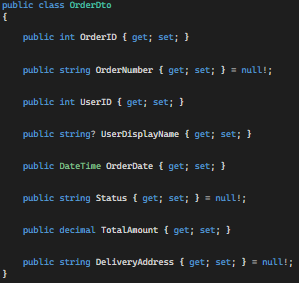 public class OrderDto
{
    public int OrderID { get; set; }
    public string OrderNumber { get; set; } = null!;
    public int UserID { get; set; }
    public string? UserDisplayName { get; set; }
    public DateTime OrderDate { get; set; }
    public string Status { get; set; } = null!;
    public decimal TotalAmount { get; set; }
    public string DeliveryAddress { get; set; } = null!;
}